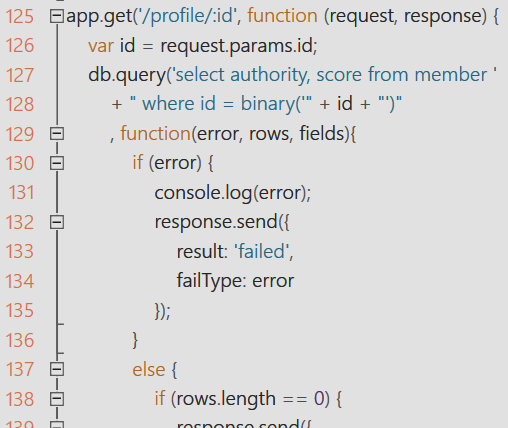 125 app.get('/profile/:id', function (request, response) {
126 var id = request.params.id;
127 db.query('select authority, score from member '
128 + " where id = binary('" + id + "')"
129 , function(error, rows, fields){
130 if (error) {
131 console.log(error);
132 response.send({
133 result: 'failed',
134 failType: error
135 });
136 }
137 else {
138 if (rows.length == 0) {
139 response.send({